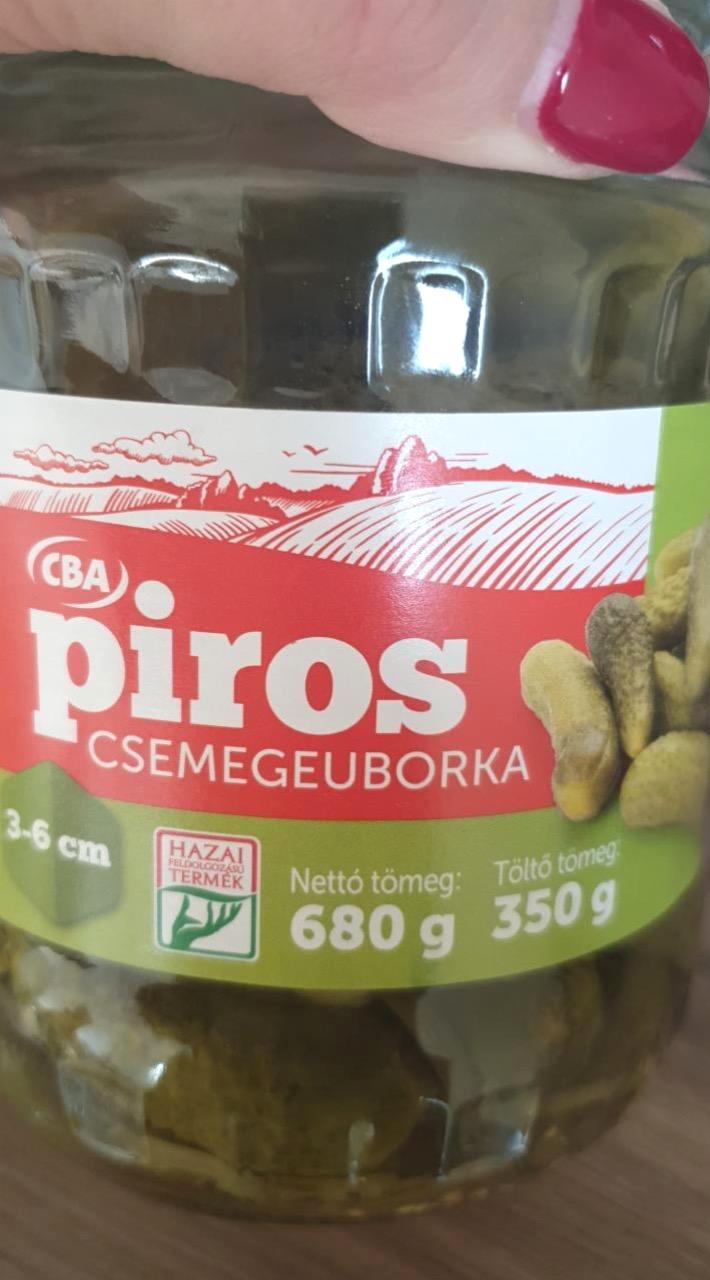 CBA
piros
CSEMEGEUBORKA
3-6 cm
HAZAI
FELDOLGOZÁSÚ
TERMÉK
Nettó tömeg:
680 g
Töltő tömeg:
350 g